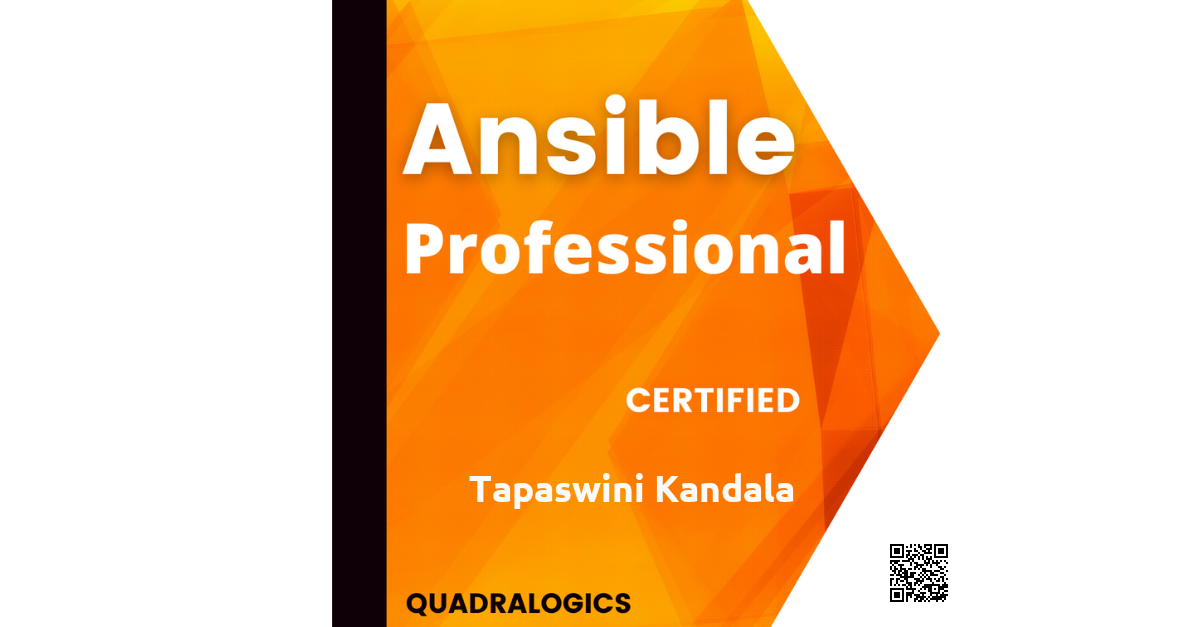 Ansible
Professional
CERTIFIED
Tapaswini Kandala
QUADRALOGICS